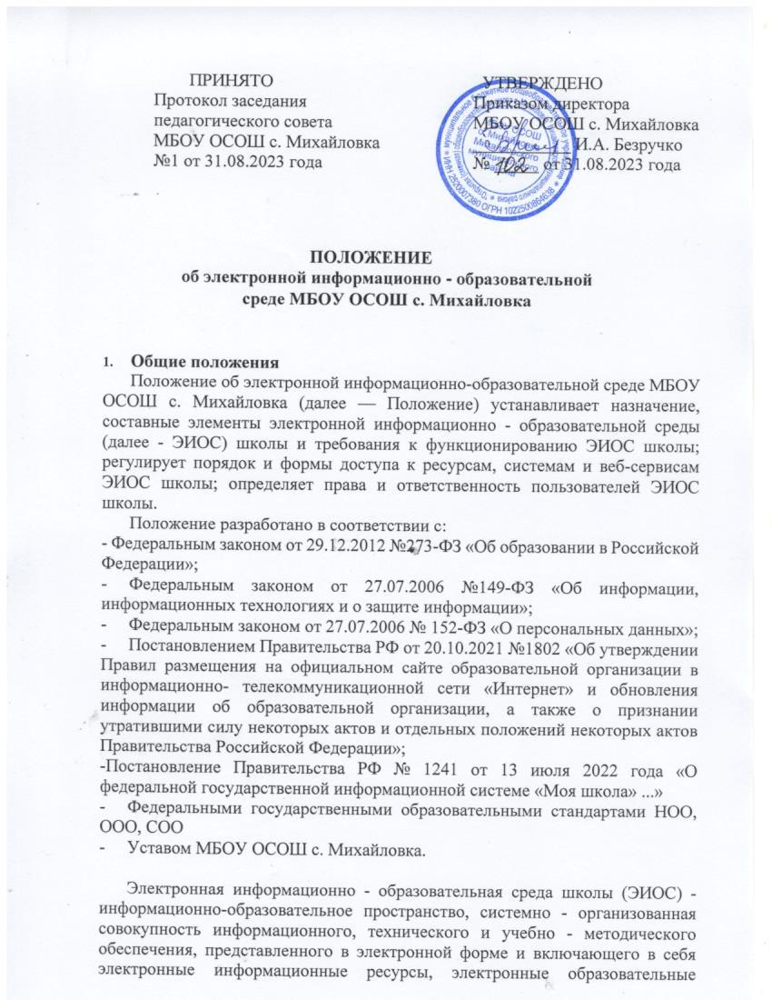 ПРИНЯТО
Протокол заседания
педагогического совета
МБОУ ОСОШ с. Михайловка
№1 от 31.08.2023 года
УТВЕРЖДЕНО
Приказом директора
МБОУ ОСОШ с. Михайловка
И.А. Безручко
№ 102 от 31.08.2023 года
ИНН 2520007380 ОГРН 1022500864638
ПОЛОЖЕНИЕ
об электронной информационно - образовательной
среде МБОУ ОСОШ с. Михайловка
1. Общие положения
Положение об электронной информационно-образовательной среде МБОУ
ОСОШ с. Михайловка (далее — Положение) устанавливает назначение,
составные элементы электронной информационно - образовательной среды
(далее - ЭИОС) школы и требования к функционированию ЭИОС школы;
регулирует порядок и формы доступа к ресурсам, системам и веб-сервисам
ЭИОС школы; определяет права и ответственность пользователей ЭИОС
школы.
Положение разработано в соответствии с:
- Федеральным законом от 29.12.2012 №273-ФЗ «Об образовании в Российской
Федерации»;
- Федеральным законом от 27.07.2006 №149-ФЗ «Об информации,
информационных технологиях и о защите информации»;
- Федеральным законом от 27.07.2006 № 152-ФЗ «О персональных данных»;
- Постановлением Правительства РФ от 20.10.2021 №1802 «Об утверждении
Правил размещения на официальном сайте образовательной организации в
информационно- телекоммуникационной сети «Интернет» и обновления
информации об образовательной организации, а также о признании
утратившими силу некоторых актов и отдельных положений некоторых актов
Правительства Российской Федерации»;
-Постановление Правительства РФ № 1241 от 13 июля 2022 года «О
федеральной государственной информационной системе «Моя школа» ...»
- Федеральными государственными образовательными стандартами НОО,
ООО, СОО
- Уставом МБОУ ОСОШ с. Михайловка.
Электронная информационно - образовательная среда школы (ЭИОС) -
информационно-образовательное пространство, системно - организованная
совокупность информационного, технического и учебно - методического
обеспечения, представленного в электронной форме и включающего в себя
электронные информационные ресурсы, электронные образовательные